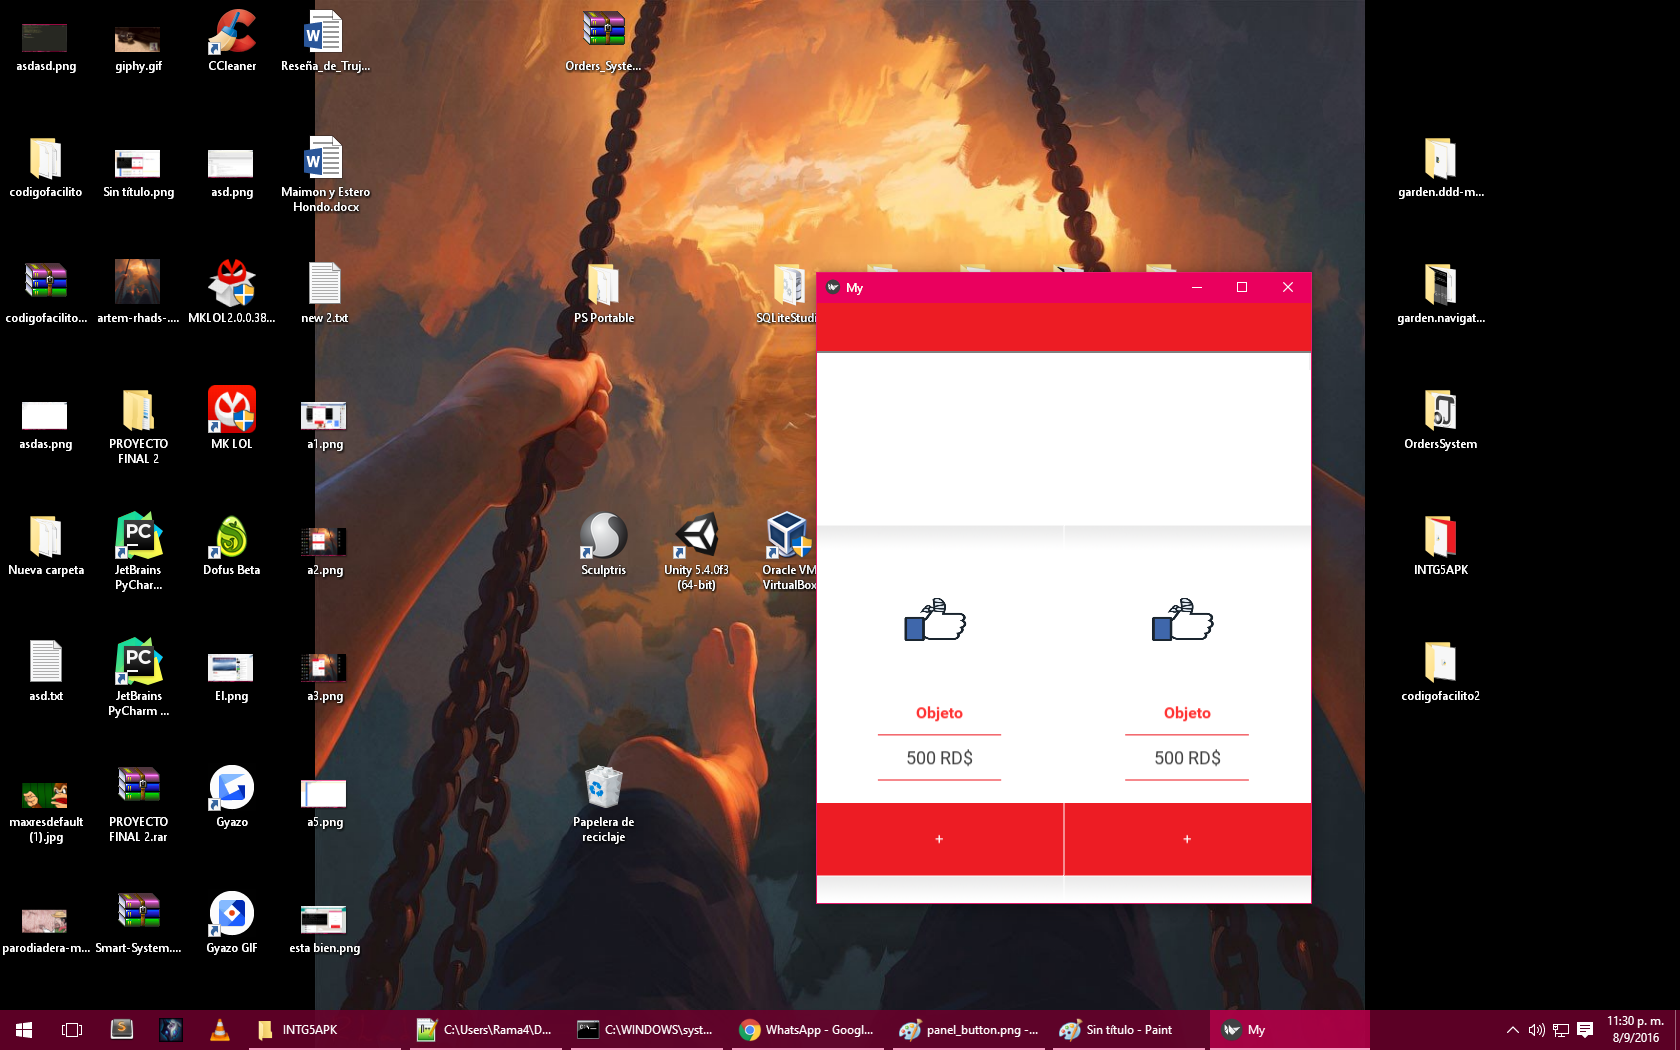 asdasd.png
giphy.gif
CCleaner
Reseña_de_Truj...
Orders_Syste...
codigofacilito
Sin título.png
asd.png
Maimon y Estero
Hondo.docx
garden.ddd-m...
codigofacilito...
artem-rhads-....
MKLOL2.0.0.38...
new 2.txt
PS Portable
SQLiteStudi
garden.navigat...
My
asdas.png
PROYECTO
FINAL 2
MK LOL
a1.png
OrdersSystem
Nueva carpeta
JetBrains
PyChar...
Dofus Beta
a2.png
Sculptris
Unity 5.4.0f3
(64-bit)
Oracle VM
VirtualBox
INTG5APK
asd.txt
JetBrains
PyCharm ...
El.png
a3.png
codigofacilito2
Objeto
Objeto
500 RD$
500 RD$
+
+
maxresdefault
(1).jpg
PROYECTO
FINAL 2.rar
Gyazo
a5.png
Papelera de
reciclaje
parodiadera-m...
Smart-System....
Gyazo GIF
esta bien.png
INTG5APK
C:\Users\Rama4\D...
C:\WINDOWS\syst...
WhatsApp - Googl...
panel_button.png -...
Sin título - Paint
My
11:30 p. m.
8/9/2016